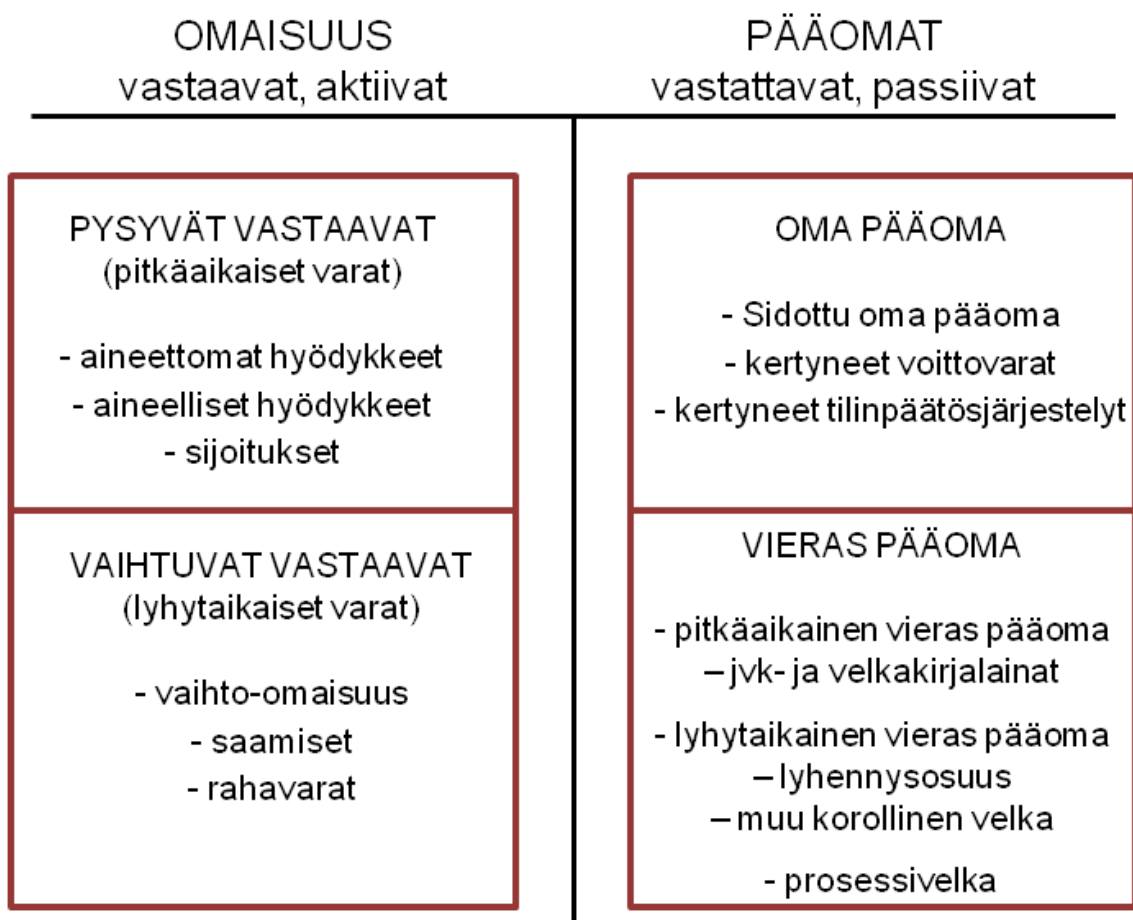 OMAISUUS
vastaavat, aktiivat
PYSYVÄT VASTAAVAT
(pitkäaikaiset varat)
- aineettomat hyödykkeet
- aineelliset hyödykkeet
- sijoitukset
VAIHTUVAT VASTAAVAT
(lyhytaikaiset varat)
- vaihto-omaisuus
- saamiset
- rahavarat
PÄÄOMAT
vastattavat, passiivat
OMA PÄÄOMA
- Sidottu oma pääoma
- kertyneet voittovarat
- kertyneet tilinpäätösjärjestelyt
VIERAS PÄÄOMA
- pitkäaikainen vieras pääoma
– jvk- ja velkakirjalainat
- lyhytaikainen vieras pääoma
– lyhennysosuus
– muu korollinen velka
- prosessivelka